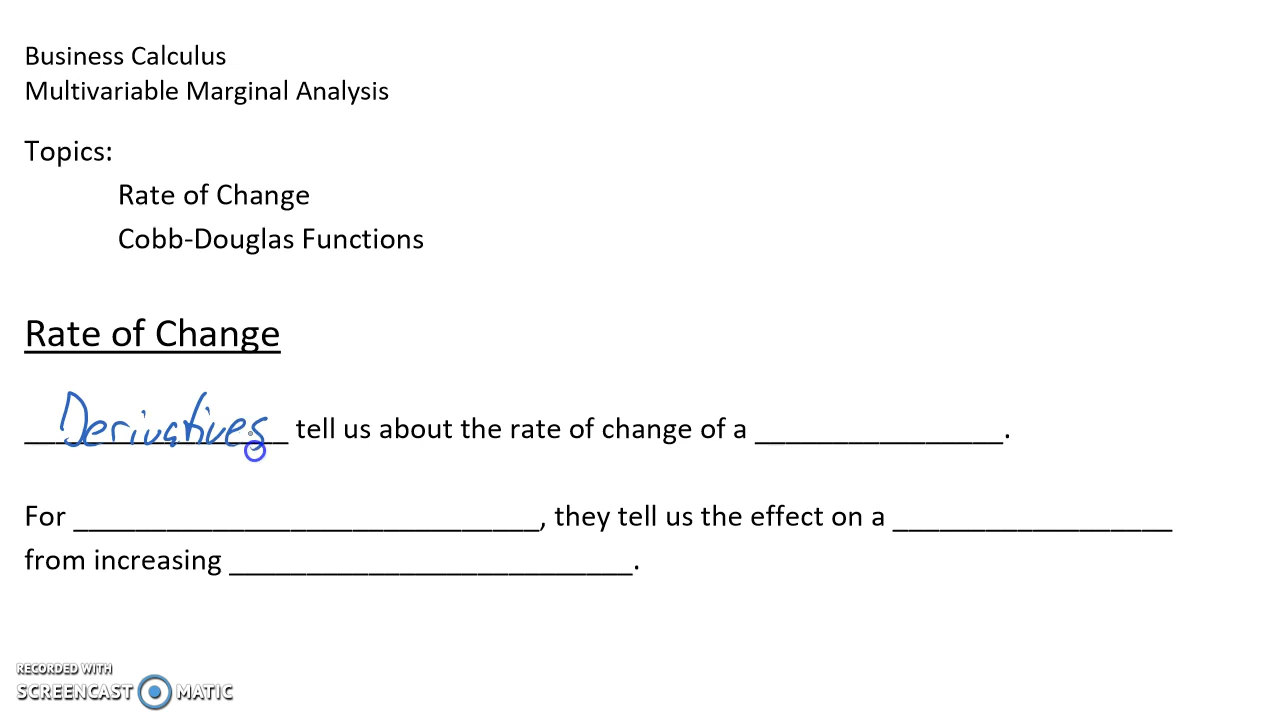 Business Calculus
Multivariable Marginal Analysis
Topics:
Rate of Change
Cobb-Douglas Functions
Rate of Change
Derivatives tell us about the rate of change of a ________________.
For ______________________________, they tell us the effect on a __________________
from increasing __________________________.
RECORDED WITH
SCREENCAST MATIC